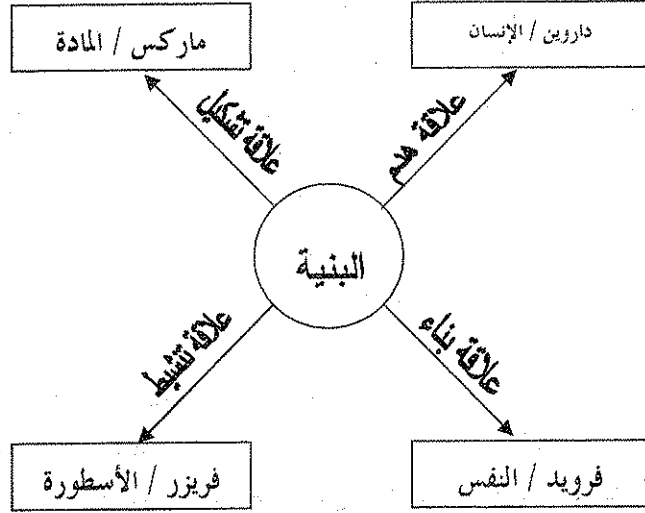 داروين / الإنسان
ماركس / المادة
علاقة هدم
علاقة تشكيل
البنية
علاقة بناء
علاقة تنشيط
فرويد / النفس
فريزر / الأسطورة